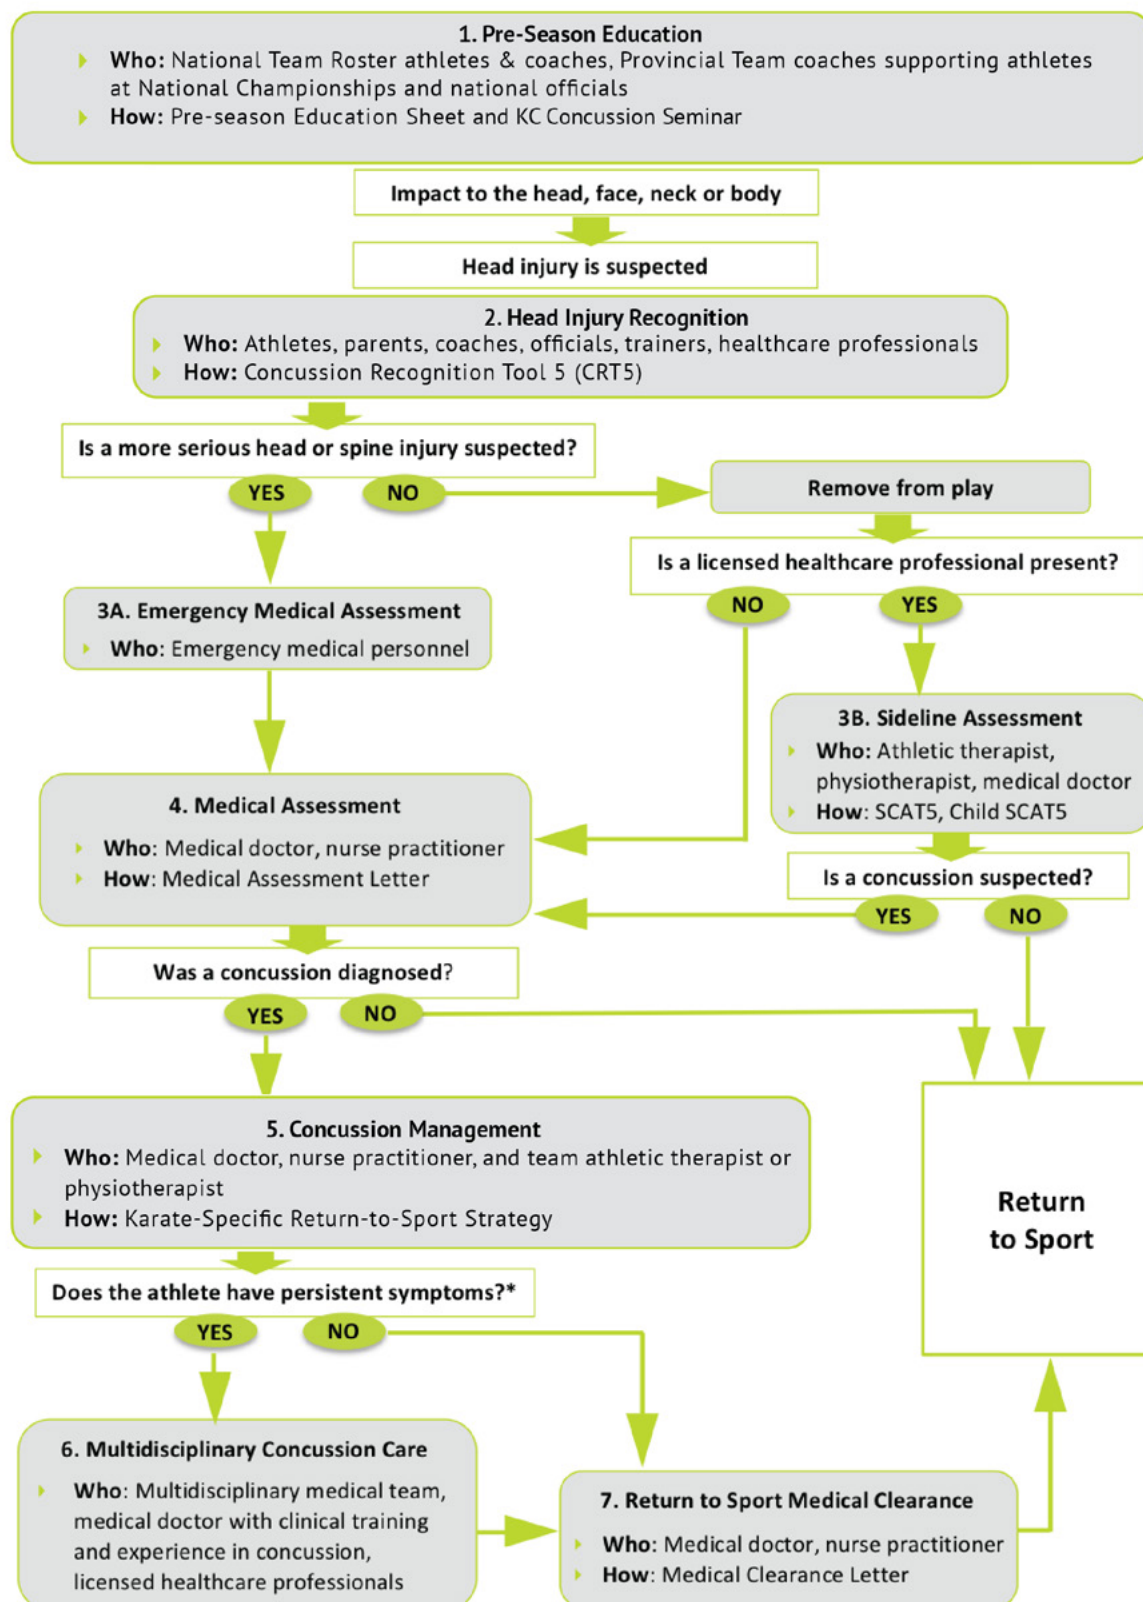 1. Pre-Season Education
Who: National Team Roster athletes & coaches, Provincial Team coaches supporting athletes
at National Championships and national officials
How: Pre-season Education Sheet and KC Concussion Seminar
Impact to the head, face, neck or body
Head injury is suspected
2. Head Injury Recognition
Who: Athletes, parents, coaches, officials, trainers, healthcare professionals
How: Concussion Recognition Tool 5 (CRT5)
Is a more serious head or spine injury suspected?
YES
NO
Remove from play
Is a licensed healthcare professional present?
NO
YES
3A. Emergency Medical Assessment
Who: Emergency medical personnel
3B. Sideline Assessment
Who: Athletic therapist,
physiotherapist, medical doctor
How: SCAT5, Child SCAT5
4. Medical Assessment
Who: Medical doctor, nurse practitioner
How: Medical Assessment Letter
Is a concussion suspected?
YES
NO
Was a concussion diagnosed?
YES
NO
5. Concussion Management
Who: Medical doctor, nurse practitioner, and team athletic therapist or
physiotherapist
How: Karate-Specific Return-to-Sport Strategy
Return
to Sport
Does the athlete have persistent symptoms?*
YES
NO
6. Multidisciplinary Concussion Care
Who: Multidisciplinary medical team,
medical doctor with clinical training
and experience in concussion,
licensed healthcare professionals
7. Return to Sport Medical Clearance
Who: Medical doctor, nurse practitioner
How: Medical Clearance Letter